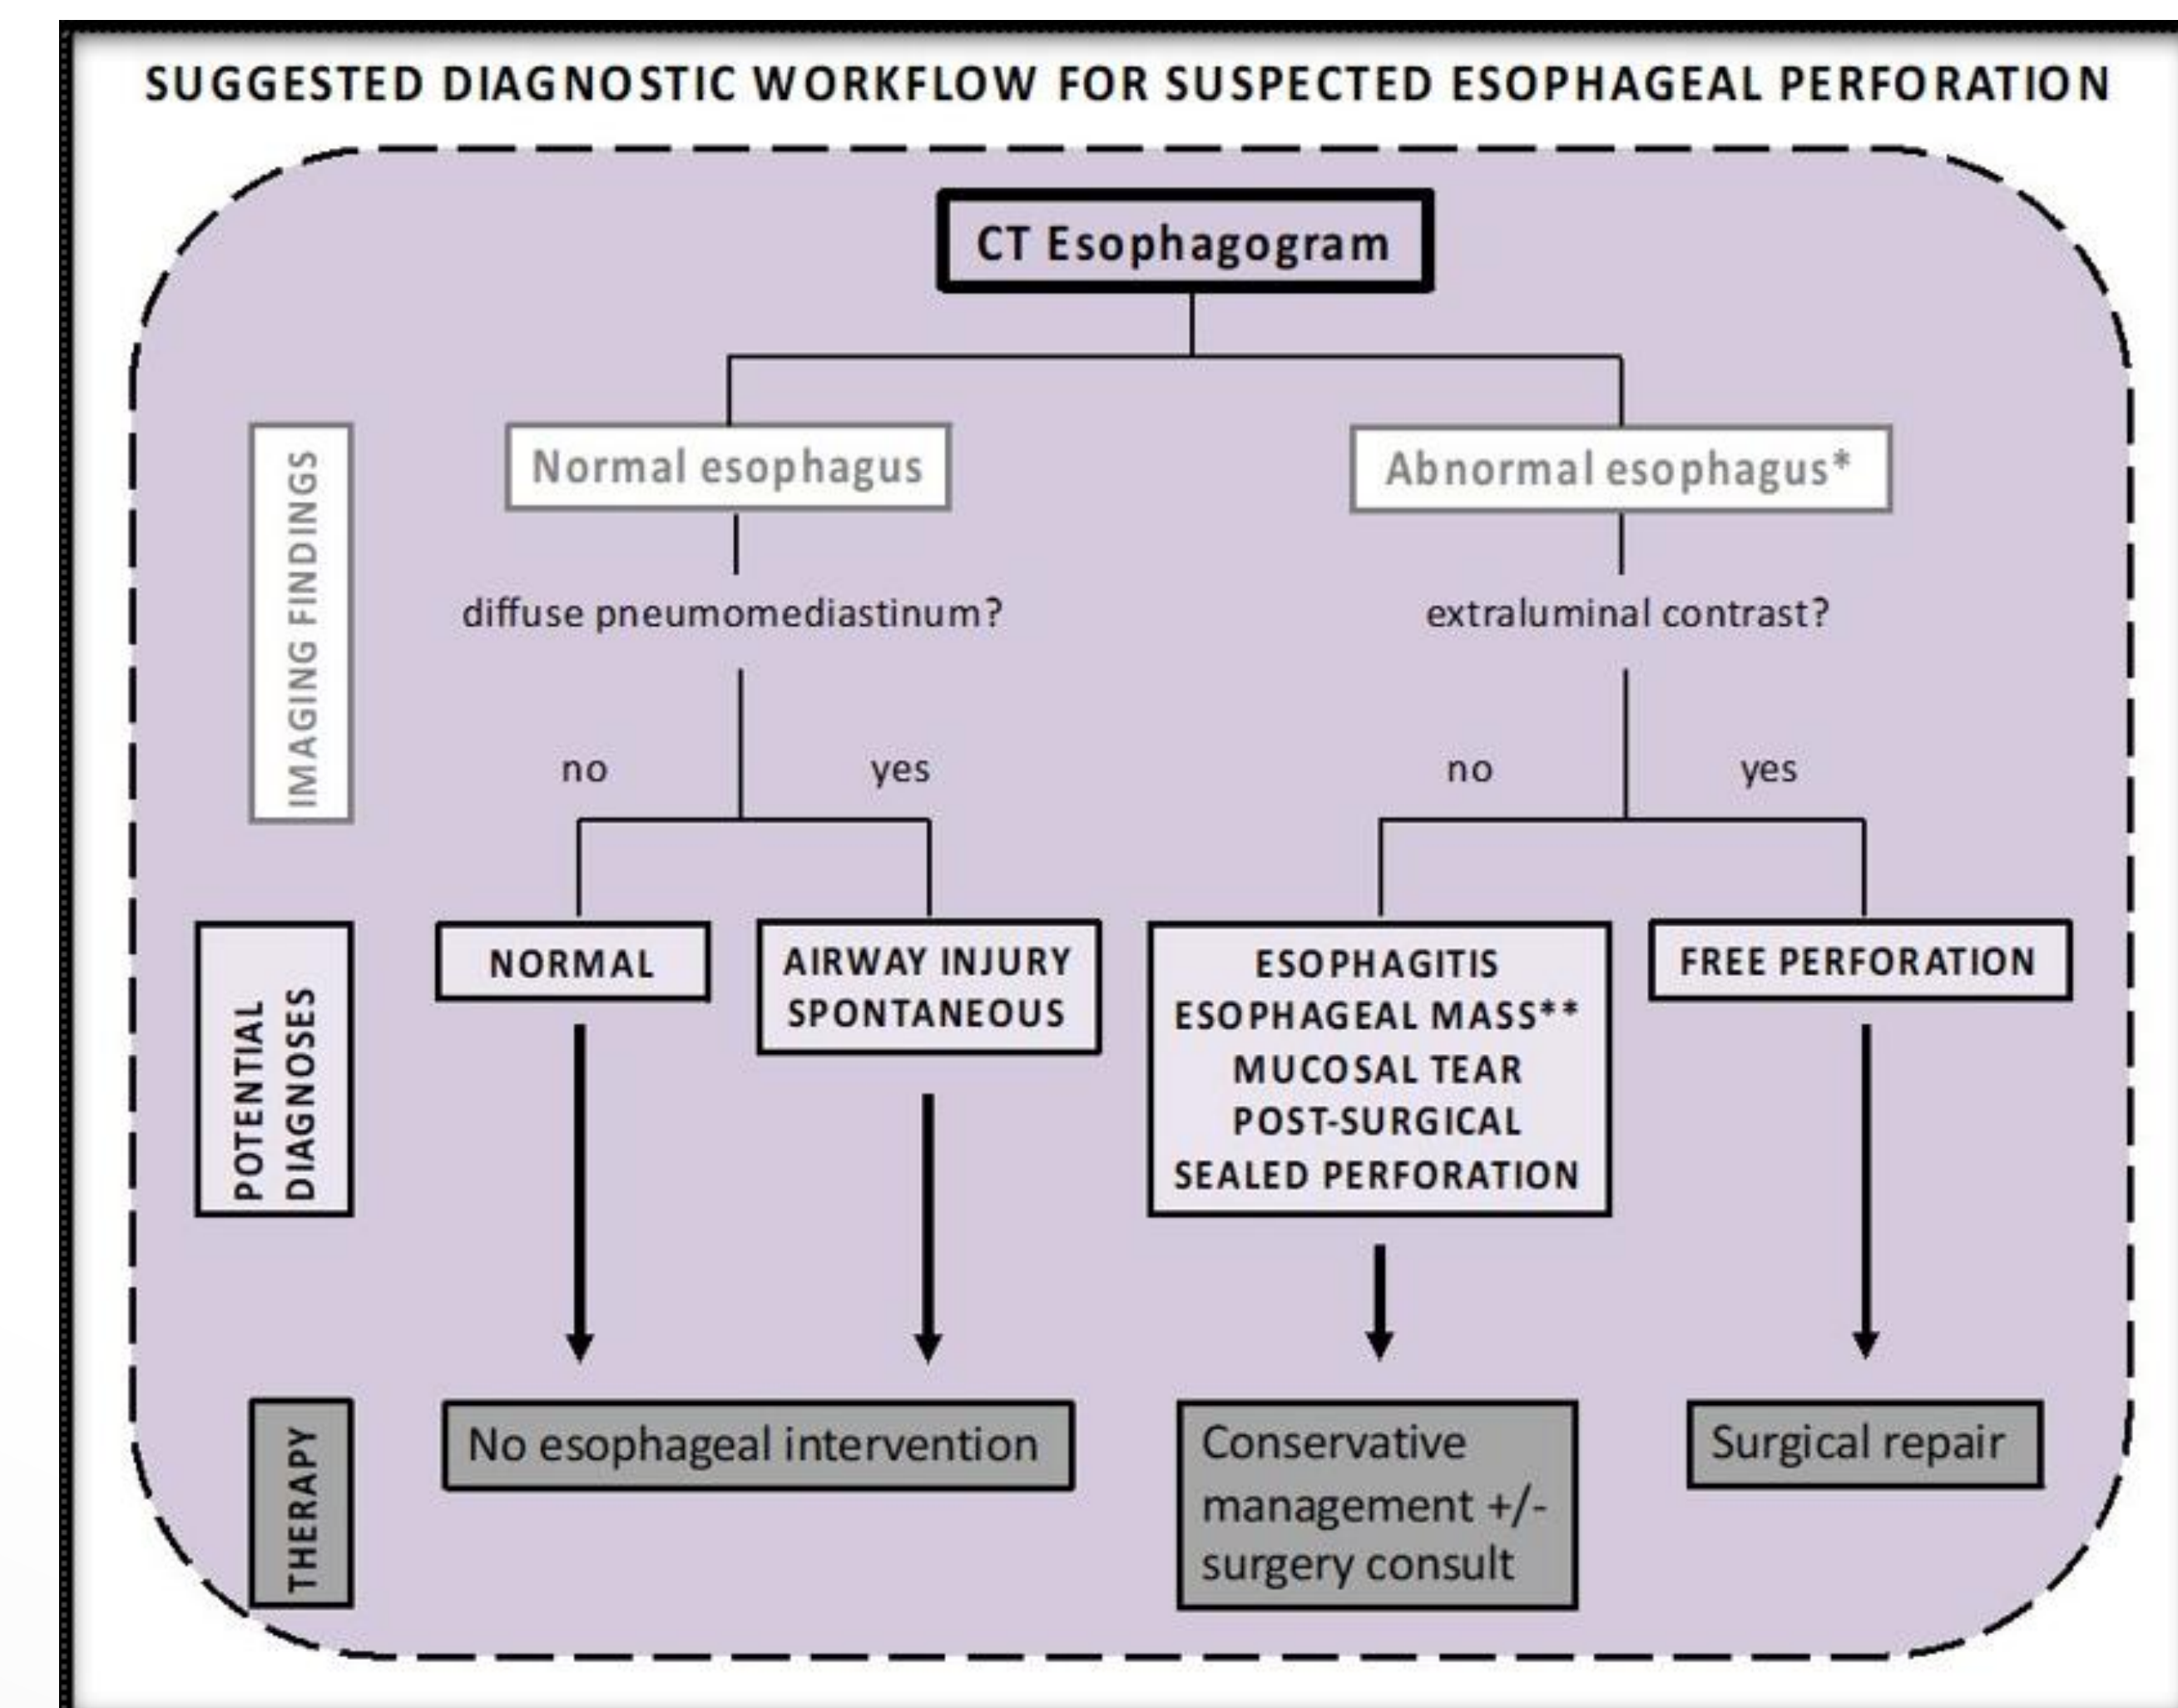 SUGGESTED DIAGNOSTIC WORKFLOW FOR SUSPECTED ESOPHAGEAL PERFORATION
CT Esophagogram
IMAGING FINDINGS
Normal esophagus
Abnormal esophagus*
diffuse pneumomediastinum?
extraluminal contrast?
no
yes
no
yes
POTENTIAL
DIAGNOSES
NORMAL
AIRWAY INJURY
SPONTANEOUS
ESOPHAGITIS
ESOPHAGEAL MASS**
MUCOSAL TEAR
POST-SURGICAL
SEALED PERFORATION
FREE PERFORATION
THERAPY
No esophageal intervention
Conservative
management +/-
surgery consult
Surgical repair